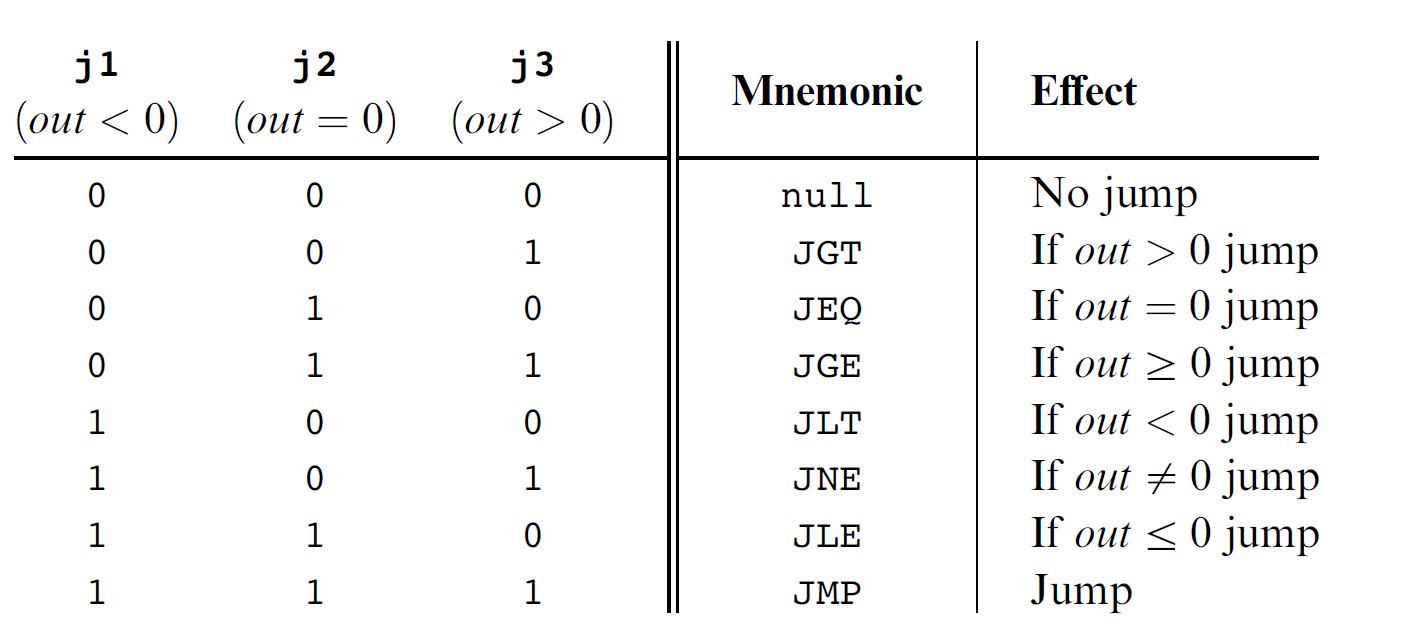 j1 j2 j3 Mnemonic Effect
(out < 0) (out = 0) (out > 0)
0 0 0 null No jump
0 0 1 JGT If out > 0 jump
0 1 0 JEQ If out = 0 jump
0 1 1 JGE If out ≥ 0 jump
1 0 0 JLT If out < 0 jump
1 0 1 JNE If out ≠ 0 jump
1 1 0 JLE If out ≤ 0 jump
1 1 1 JMP Jump